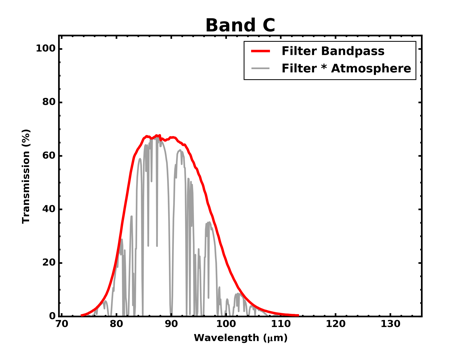 Band C
Filter Bandpass
Filter * Atmosphere
Transmission (%)
100
80
60
40
20
0
70 80 90 100 110 120 130
Wavelength (μm)